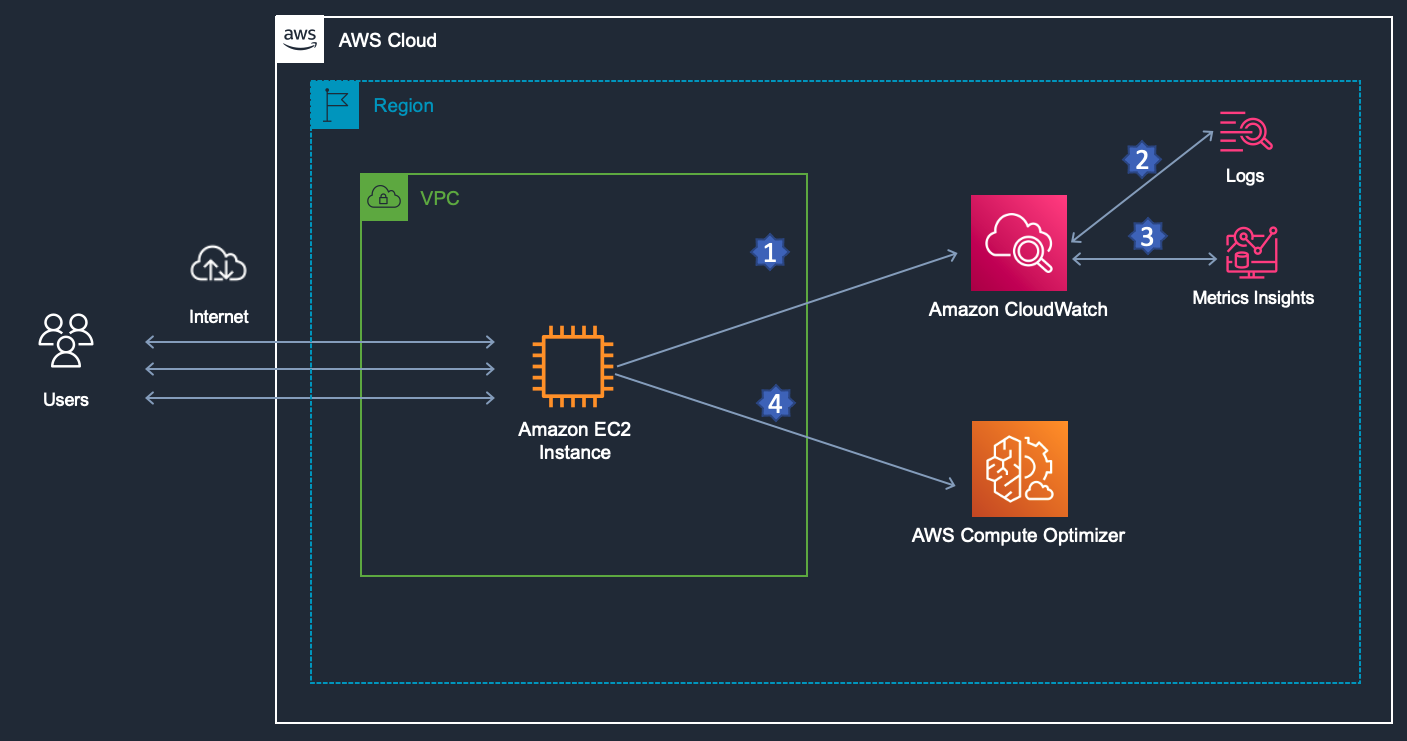 aws
AWS Cloud
Region
VPC
1
2
Logs
3
Metrics Insights
Amazon CloudWatch
Internet
Users
Amazon EC2
Instance
4
AWS Compute Optimizer